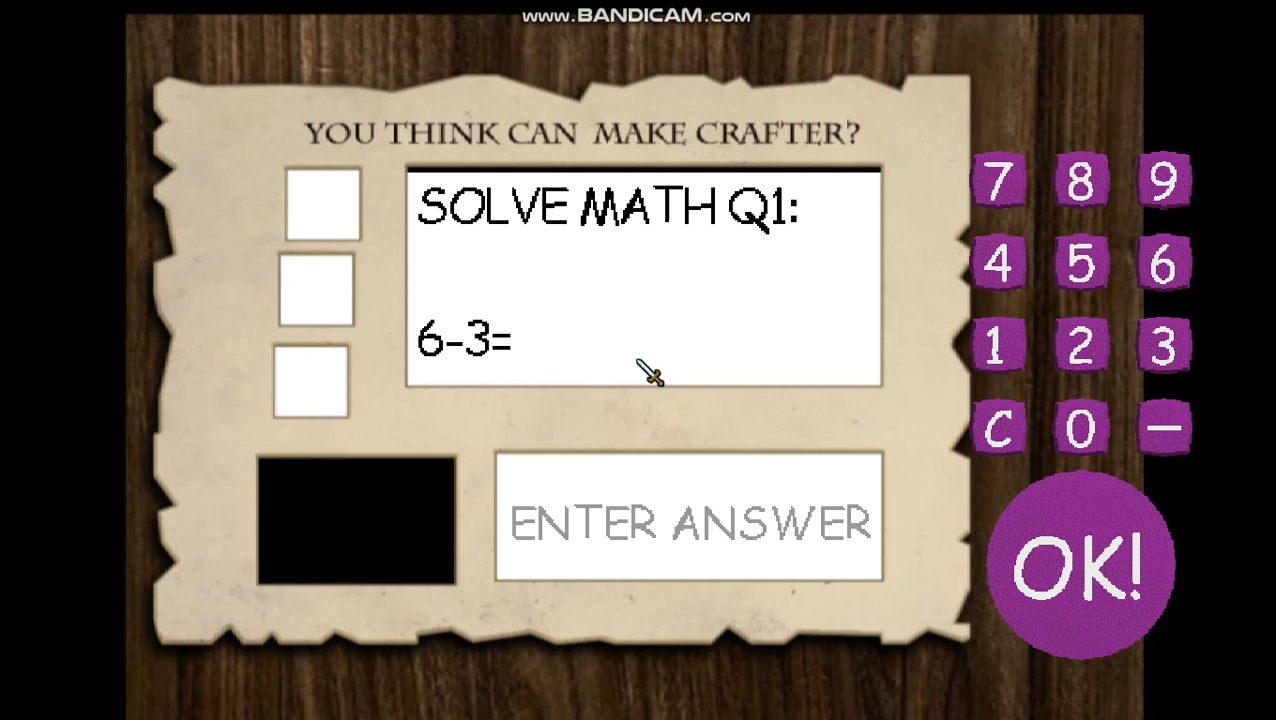 www.BANDICAM.com
YOU THINK CAN MAKE CRAFTER?
SOLVE MATH Q1:
6-3=
ENTER ANSWER
7 8 9
4 5 6
1 2 3
C 0 —
OK!